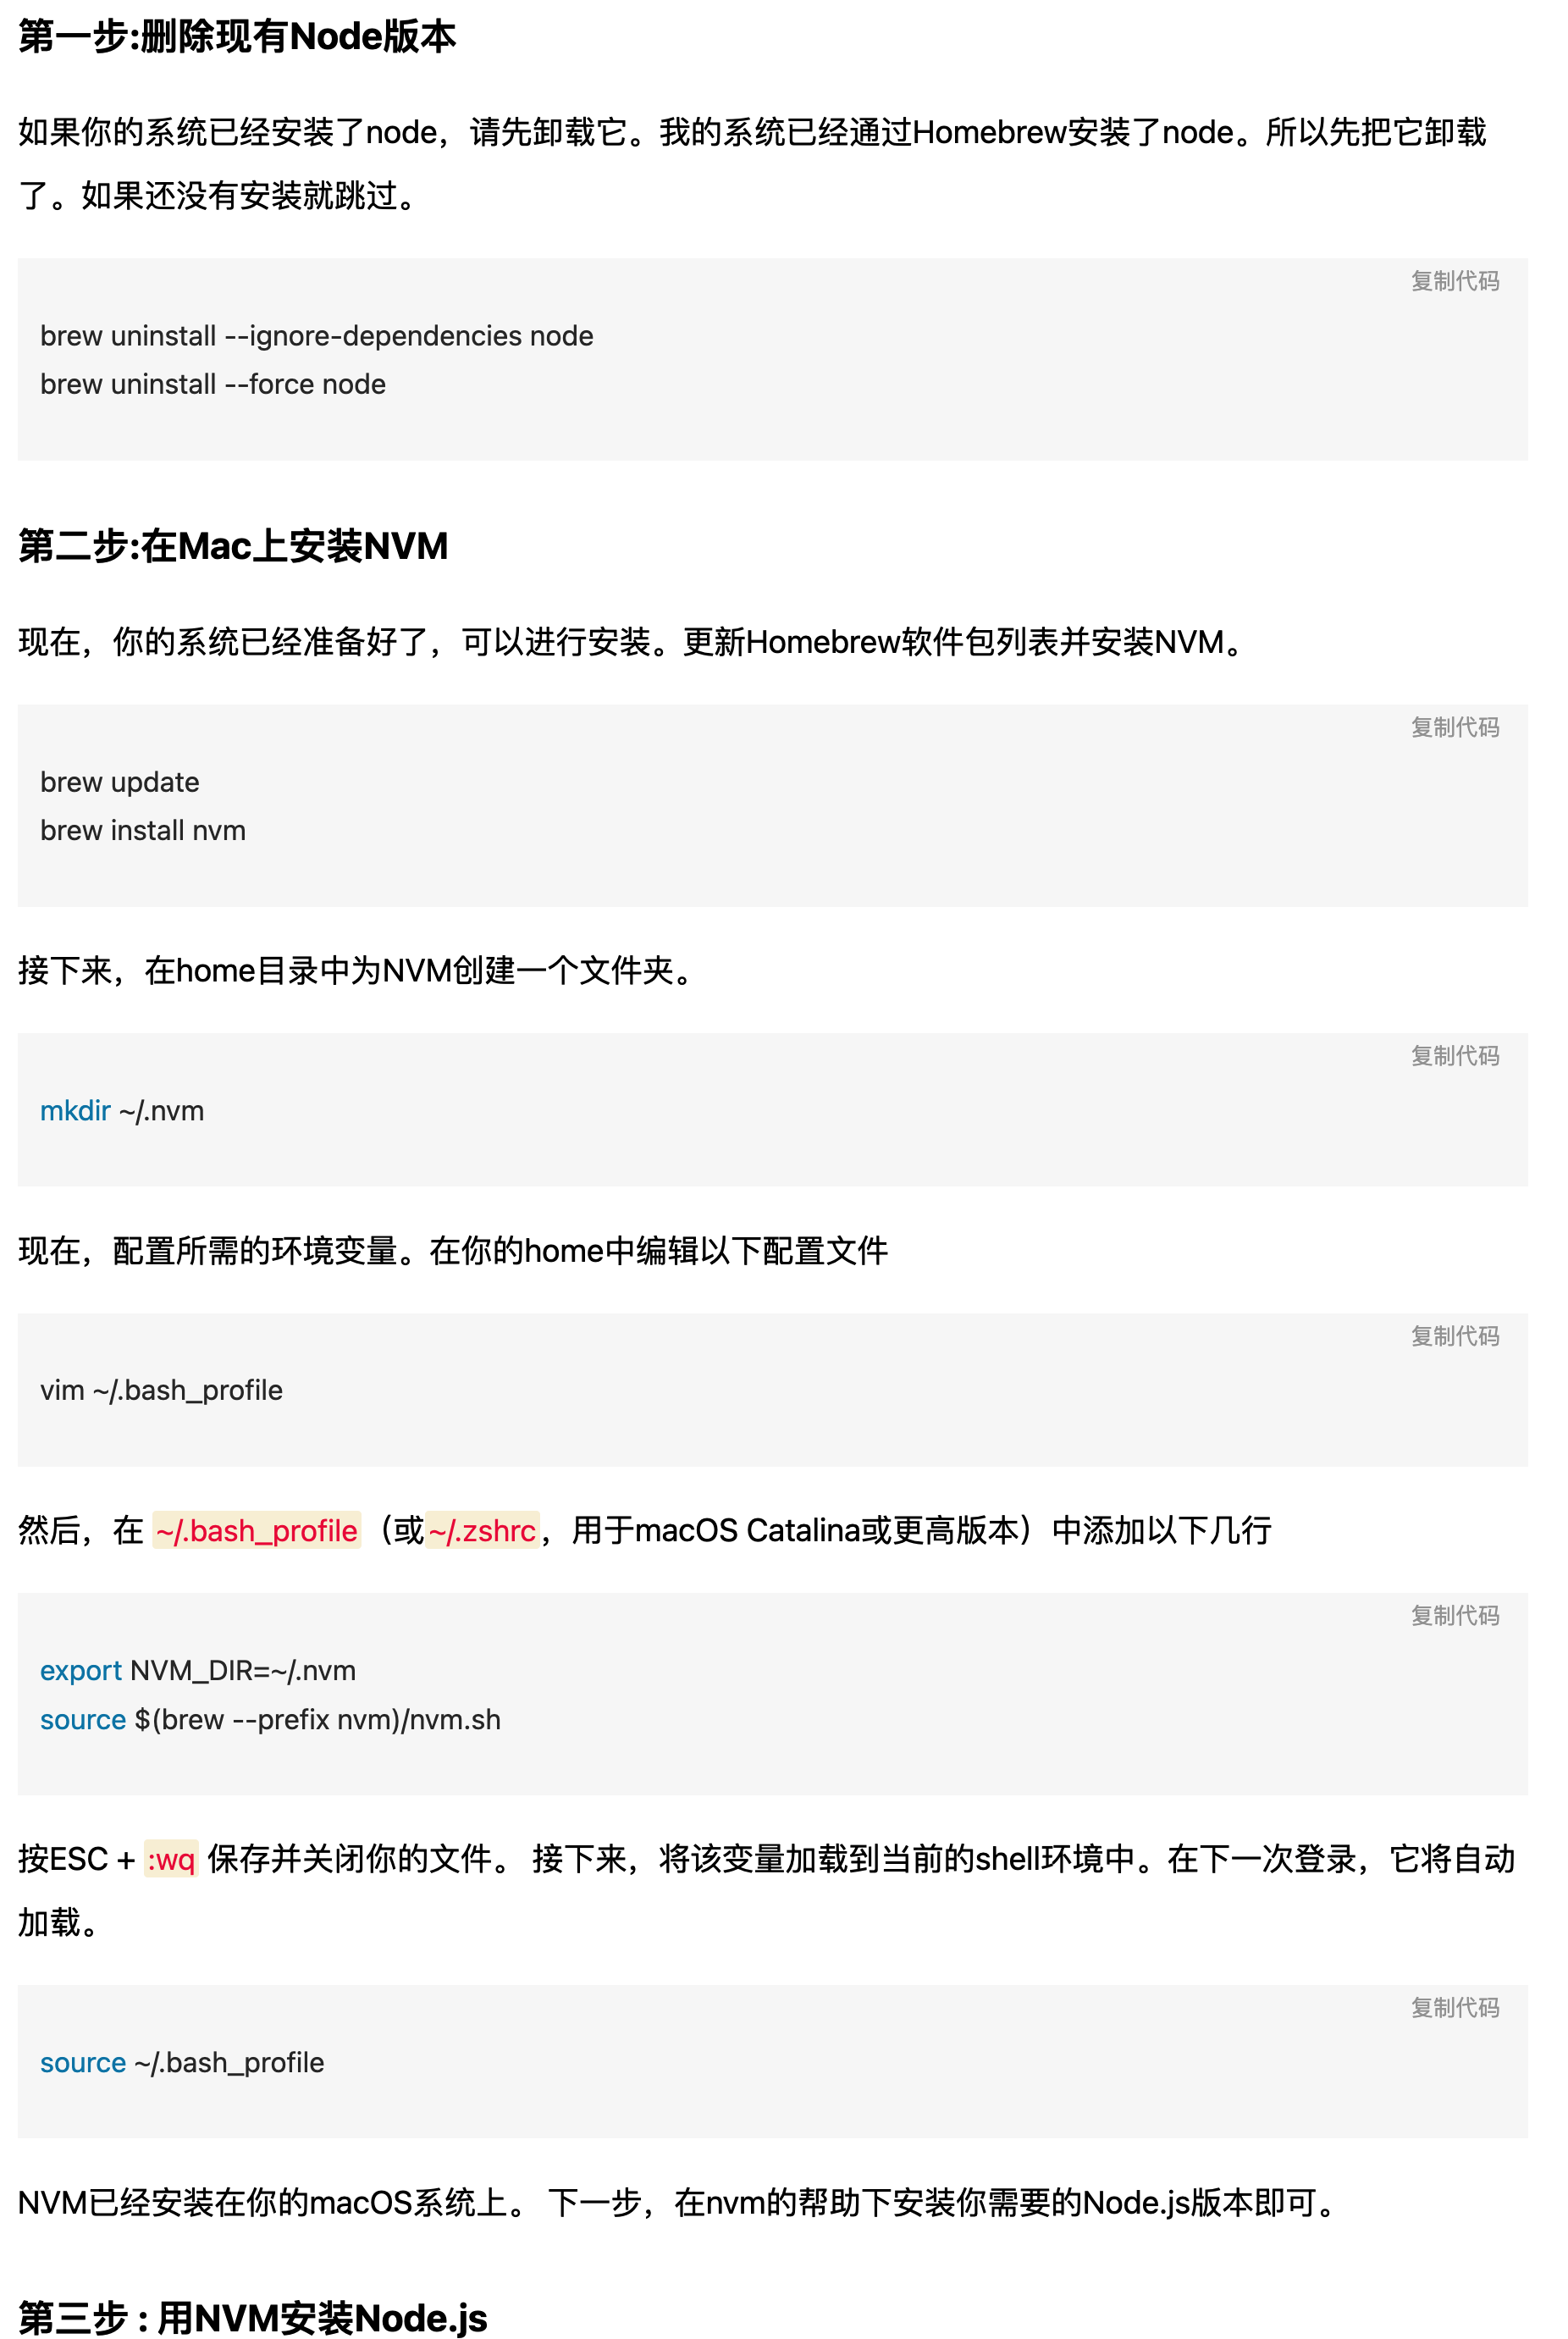 第一步:删除现有Node版本
如果你的系统已经安装了node，请先卸载它。我的系统已经通过Homebrew安装了node。所以先把它卸载
了。如果还没有安装就跳过。
复制代码
brew uninstall --ignore-dependencies node
brew uninstall --force node
第二步:在Mac上安装NVM
现在，你的系统已经准备好了，可以进行安装。更新Homebrew软件包列表并安装NVM。
复制代码
brew update
brew install nvm
接下来，在home目录中为NVM创建一个文件夹。
复制代码
mkdir ~/.nvm
现在，配置所需的环境变量。在你的home中编辑以下配置文件
复制代码
vim ~/.bash_profile
然后，在 ~/.bash_profile（或~/.zshrc，用于macOS Catalina或更高版本）中添加以下几行
复制代码
export NVM_DIR=~/.nvm
source $(brew --prefix nvm)/nvm.sh
按ESC + :wq 保存并关闭你的文件。 接下来，将该变量加载到当前的shell环境中。在下一次登录，它将自动
加载。
复制代码
source ~/.bash_profile
NVM已经安装在你的macOS系统上。 下一步，在nvm的帮助下安装你需要的Node.js版本即可。
第三步 : 用NVM安装Node.js